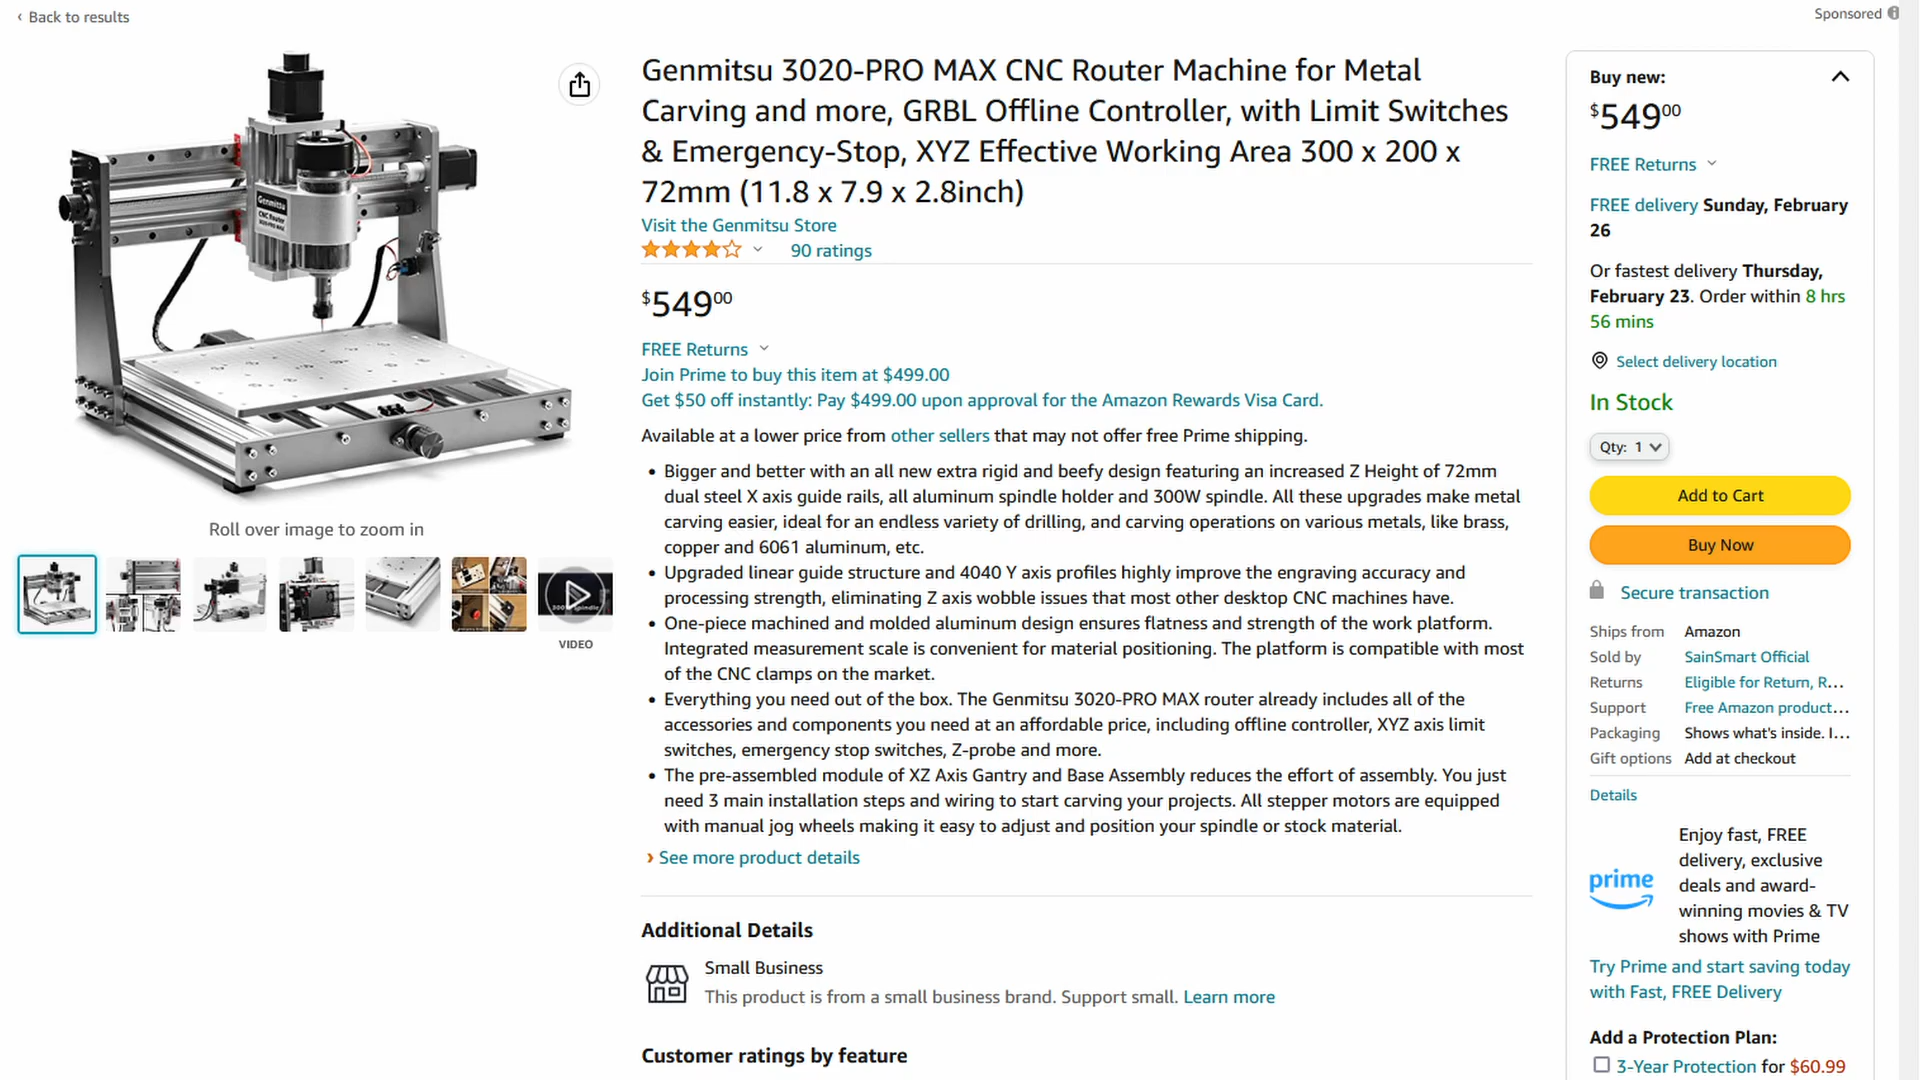 ‹ Back to results
Sponsored
Genmitsu 3020-PRO MAX CNC Router Machine for Metal
Carving and more, GRBL Offline Controller, with Limit Switches
& Emergency-Stop, XYZ Effective Working Area 300 x 200 x
72mm (11.8 x 7.9 x 2.8inch)
Visit the Genmitsu Store
90 ratings
$54900
FREE Returns
Join Prime to buy this item at $499.00
Get $50 off instantly: Pay $499.00 upon approval for the Amazon Rewards Visa Card.
Available at a lower price from other sellers that may not offer free Prime shipping.
• Bigger and better with an all new extra rigid and beefy design featuring an increased Z Height of 72mm
dual steel X axis guide rails, all aluminum spindle holder and 300W spindle. All these upgrades make metal
carving easier, ideal for an endless variety of drilling, and carving operations on various metals, like brass,
copper and 6061 aluminum, etc.
• Upgraded linear guide structure and 4040 Y axis profiles highly improve the engraving accuracy and
processing strength, eliminating Z axis wobble issues that most other desktop CNC machines have.
• One-piece machined and molded aluminum design ensures flatness and strength of the work platform.
Integrated measurement scale is convenient for material positioning. The platform is compatible with most
of the CNC clamps on the market.
• Everything you need out of the box. The Genmitsu 3020-PRO MAX router already includes all of the
accessories and components you need at an affordable price, including offline controller, XYZ axis limit
switches, emergency stop switches, Z-probe and more.
• The pre-assembled module of XZ Axis Gantry and Base Assembly reduces the effort of assembly. You just
need 3 main installation steps and wiring to start carving your projects. All stepper motors are equipped
with manual jog wheels making it easy to adjust and position your spindle or stock material.
› See more product details
Additional Details
Small Business
This product is from a small business brand. Support small. Learn more
Customer ratings by feature
Genmitsu
CNC Router
3020-PRO MAX
Roll over image to zoom in
VIDEO
Buy new:
$54900
FREE Returns
FREE delivery Sunday, February
26
Or fastest delivery Thursday,
February 23. Order within 8 hrs
56 mins
Select delivery location
In Stock
Qty: 1
Add to Cart
Buy Now
Secure transaction
Ships from Amazon
Sold by SainSmart Official
Returns Eligible for Return, R...
Support Free Amazon product...
Packaging Shows what's inside. I...
Gift options Add at checkout
Details
prime
Enjoy fast, FREE
delivery, exclusive
deals and award-
winning movies & TV
shows with Prime
Try Prime and start saving today
with Fast, FREE Delivery
Add a Protection Plan:
3-Year Protection for $60.99